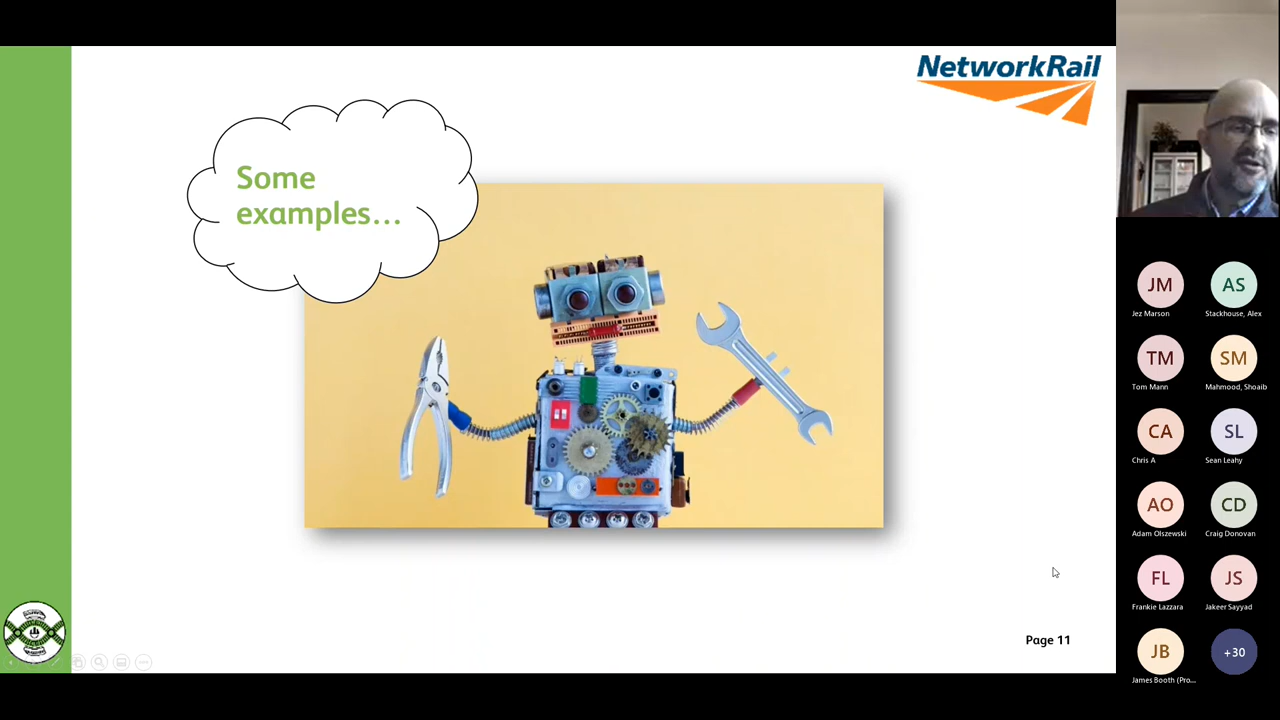 NetworkRail
Some
examples...
Page 11
JM
Jez Marson
AS
Stackhouse, Alex
TM
Tom Mann
SM
Mahmood, Shoaib
CA
Chris A
SL
Sean Leahy
AO
Adam Olszewski
CD
Craig Donovan
FL
Frankie Lazzara
JS
Jakeer Sayyad
JB
James Booth (Pro...
+30